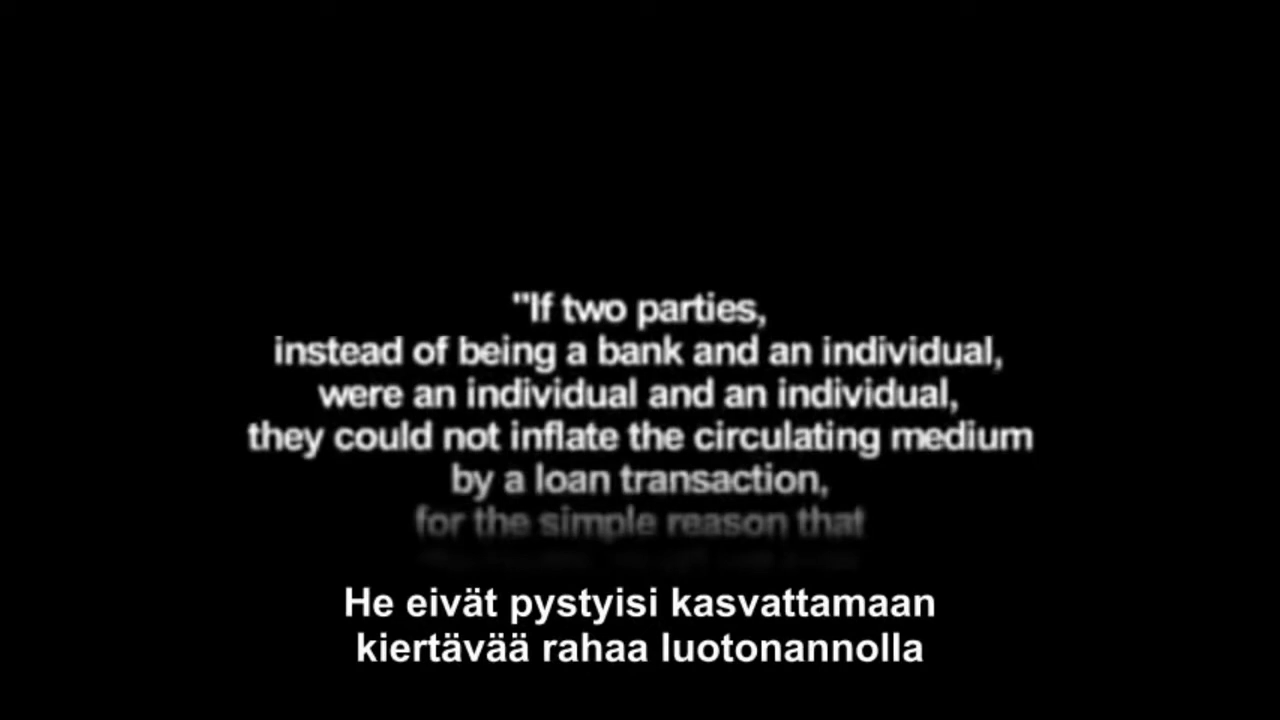 "If two parties,
instead of being a bank and an individual,
were an individual and an individual,
they could not inflate the circulating medium
by a loan transaction,
for the simple reason that
He eivät pystyisi kasvattamaan
kiertävää rahaa luotonannolla